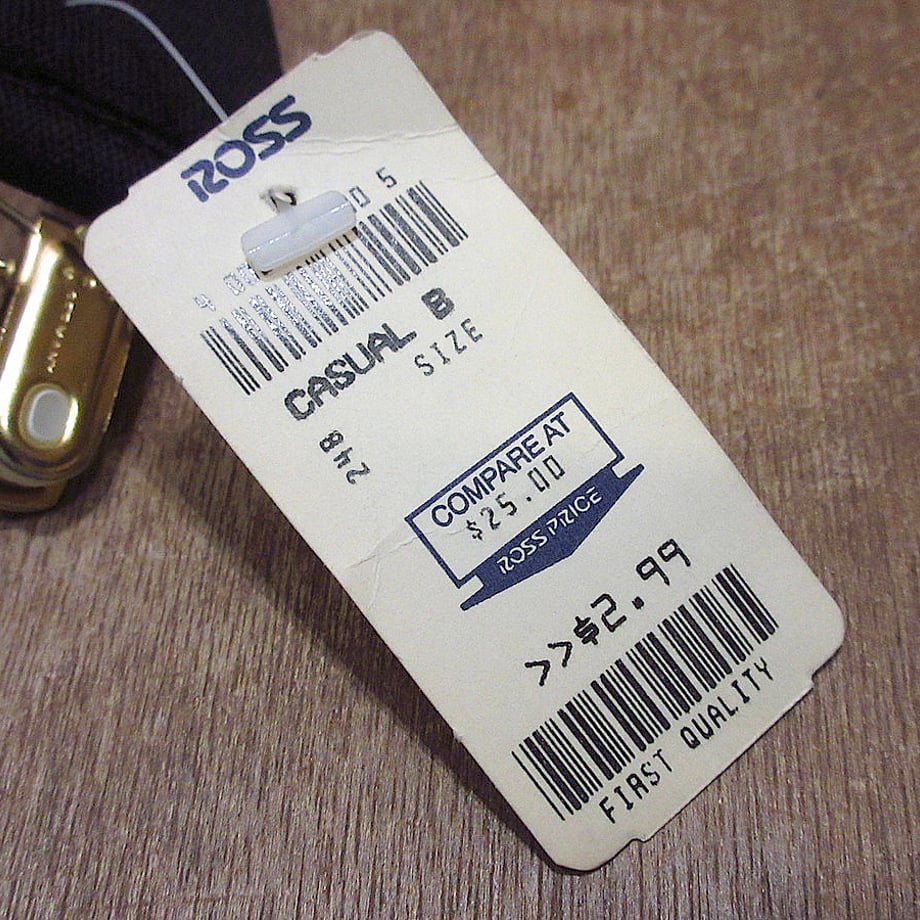 ROSS
CASUAL B
SIZE
248
COMPARE AT
$25.00
ROSS PRICE
>>$2.99
FIRST QUALITY